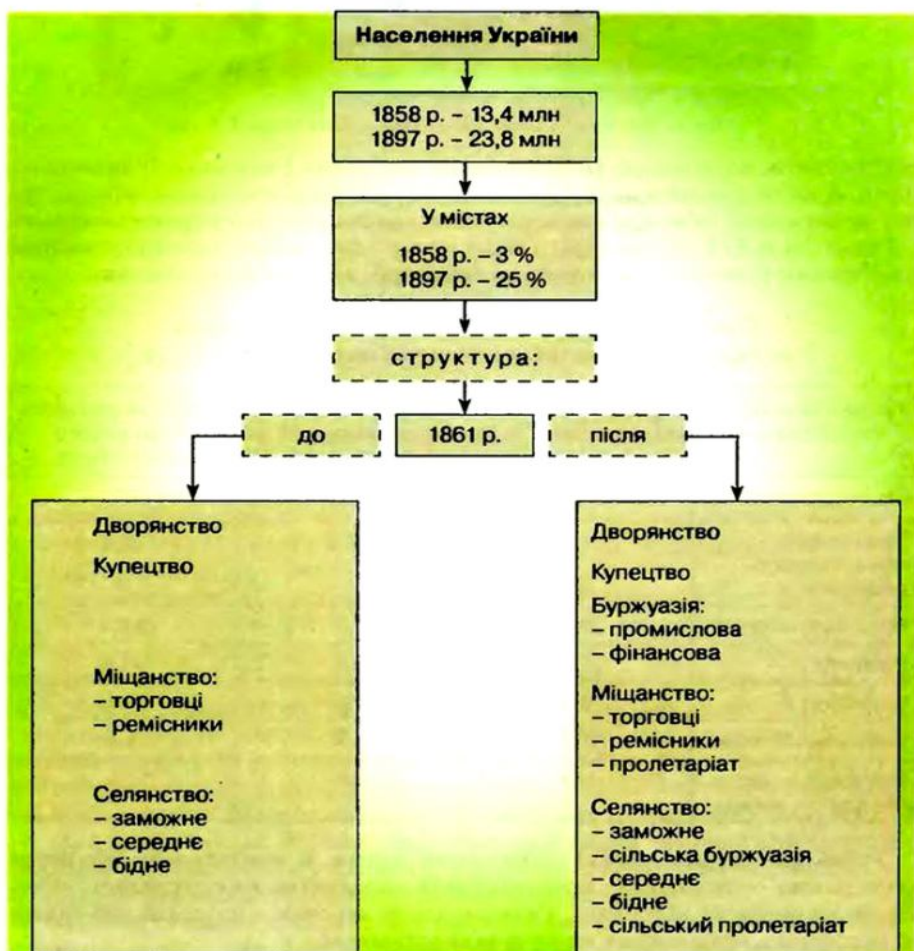 Населення України
1858 р. – 13,4 млн
1897 р. – 23,8 млн
У містах
1858 р. – 3 %
1897 р. – 25 %
структура:
до
1861 р.
після
Дворянство
Купецтво
Міщанство:
– торговці
– ремісники
Селянство:
– заможне
– середнє
– бідне
Дворянство
Купецтво
Буржуазія:
– промислова
– фінансова
Міщанство:
– торговці
– ремісники
– пролетаріат
Селянство:
– заможне
– сільська буржуазія
– середнє
– бідне
– сільський пролетаріат